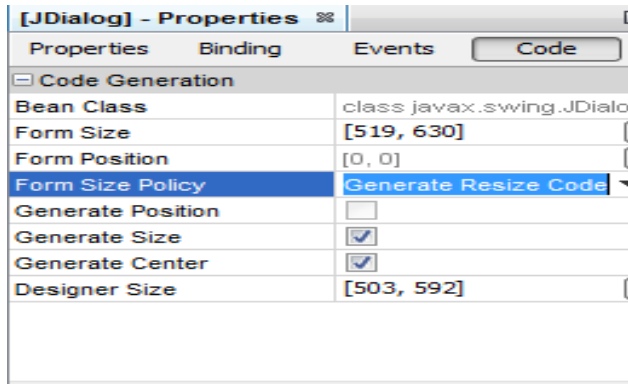 [JDialog] - Properties
Properties Binding Events Code
Code Generation
Bean Class class javax.swing.JDialo
Form Size [519, 630]
Form Position [0, 0]
Form Size Policy Generate Resize Code
Generate Position
Generate Size
Generate Center
Designer Size [503, 592]